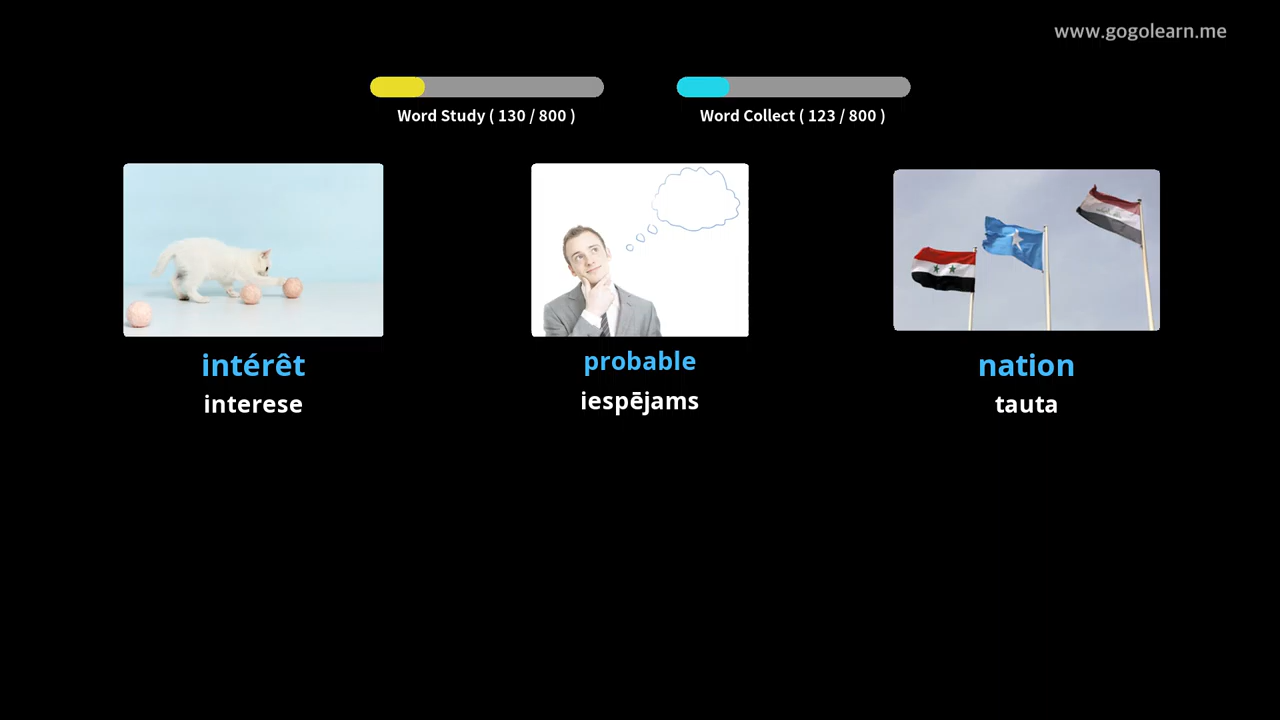 www.gogolearn.me
Word Study ( 130 / 800 )
Word Collect ( 123 / 800 )
intérêt
interese
probable
iespējams
nation
tauta